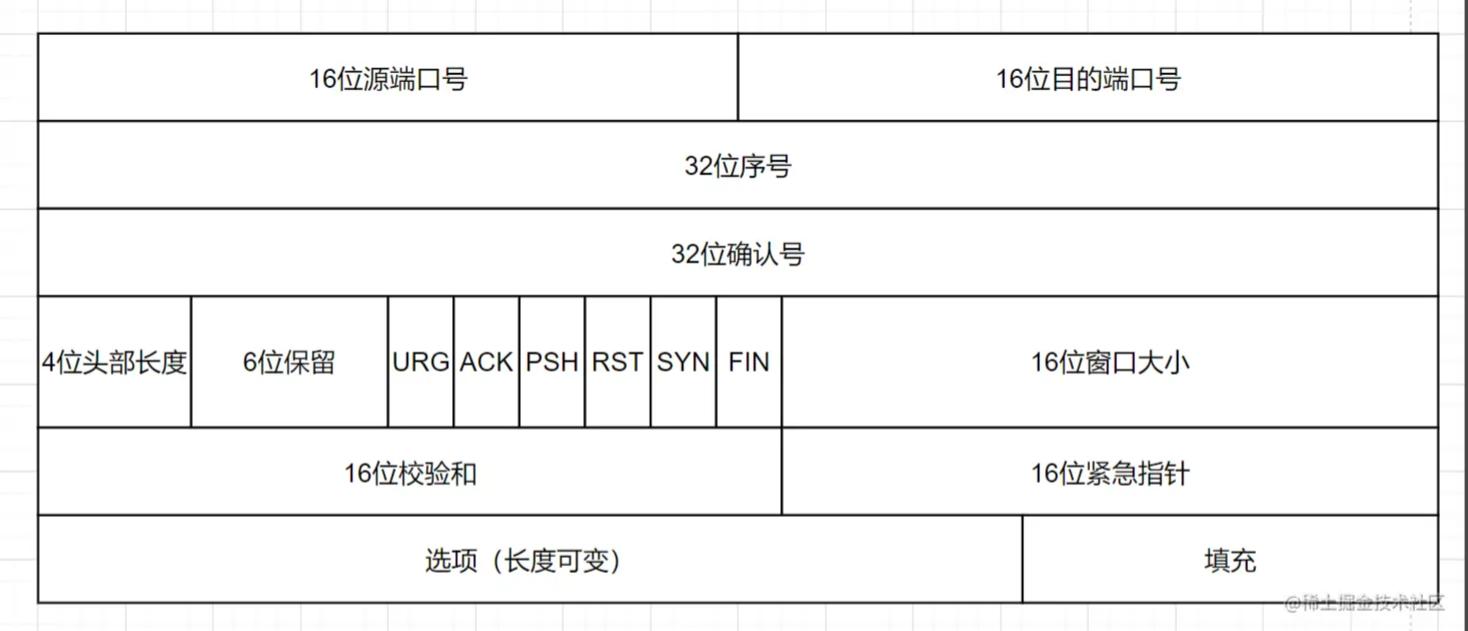 16位源端口号
16位目的端口号
32位序号
32位确认号
4位头部长度
6位保留
URG
ACK
PSH
RST
SYN
FIN
16位窗口大小
16位校验和
16位紧急指针
选项（长度可变）
填充
@稀土掘金技术社区